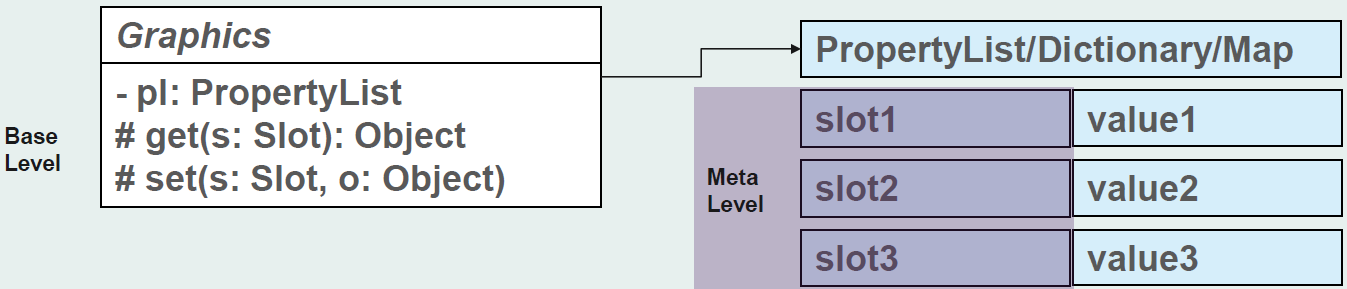 Graphics
- pl: PropertyList
# get(s: Slot): Object
# set(s: Slot, o: Object)
Base
Level
PropertyList/Dictionary/Map
Meta
Level
slot1 value1
slot2 value2
slot3 value3